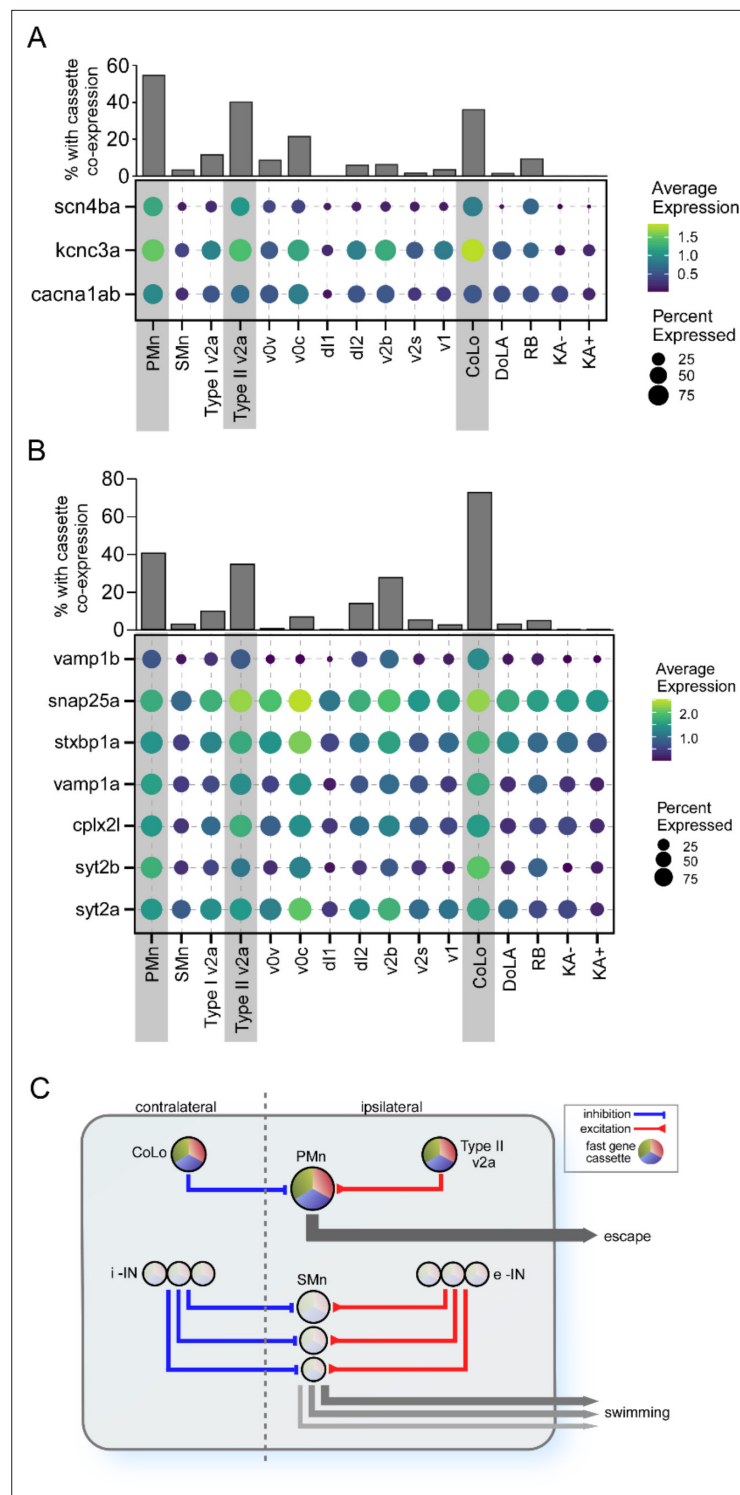 A
% with cassette
co-expression
60
40
20
0
scn4ba
kcnc3a
cacna1ab
Average
Expression
1.5
1.0
0.5
Percent
Expressed
25
50
75
PMn
SMn
Type I v2a
Type II v2a
v0v
v0c
dI1
dI2
v2b
v2s
v1
CoLo
DoLA
RB
KA-
KA+
B
% with cassette
co-expression
80
60
40
20
0
vamp1b
snap25a
stxbp1a
vamp1a
cplx2l
syt2b
syt2a
Average
Expression
2.0
1.0
Percent
Expressed
25
50
75
PMn
SMn
Type I v2a
Type II v2a
v0v
v0c
dI1
dI2
v2b
v2s
v1
CoLo
DoLA
RB
KA-
KA+
C
contralateral
ipsilateral
inhibition
excitation
fast gene
cassette
CoLo
PMn
Type II
v2a
escape
i -IN
SMn
e -IN
swimming